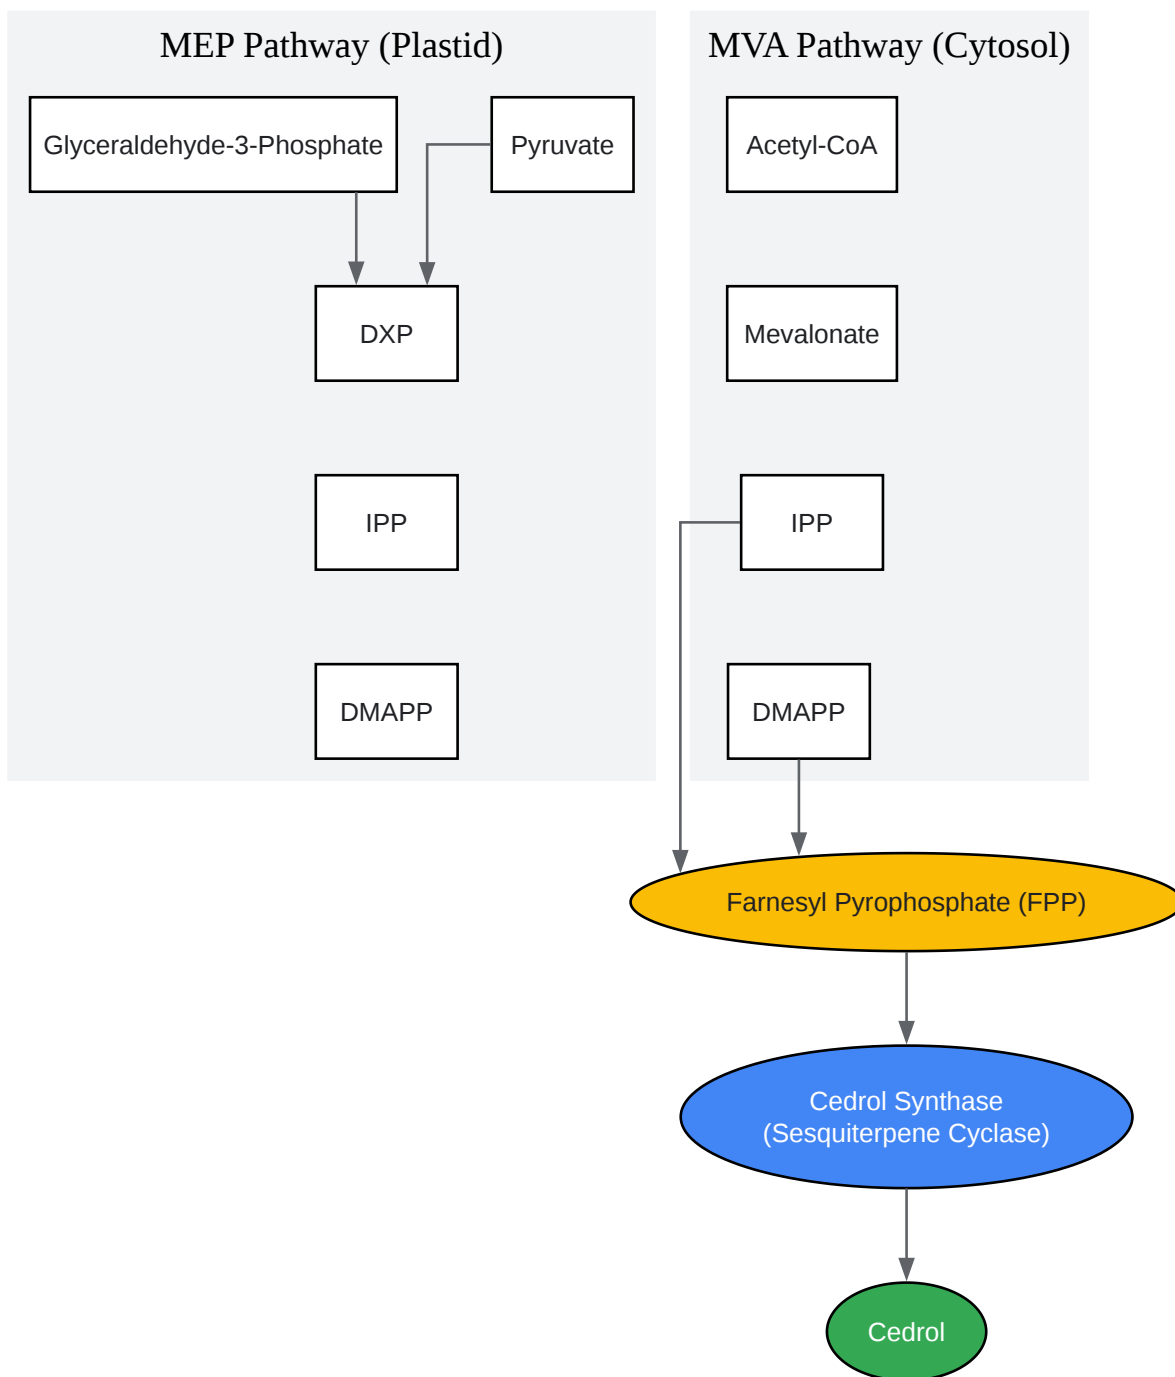 MEP Pathway (Plastid)
MVA Pathway (Cytosol)
Glyceraldehyde-3-Phosphate
Pyruvate
Acetyl-CoA
DXP
Mevalonate
IPP
IPP
DMAPP
DMAPP
Farnesyl Pyrophosphate (FPP)
Cedrol Synthase
(Sesquiterpene Cyclase)
Cedrol